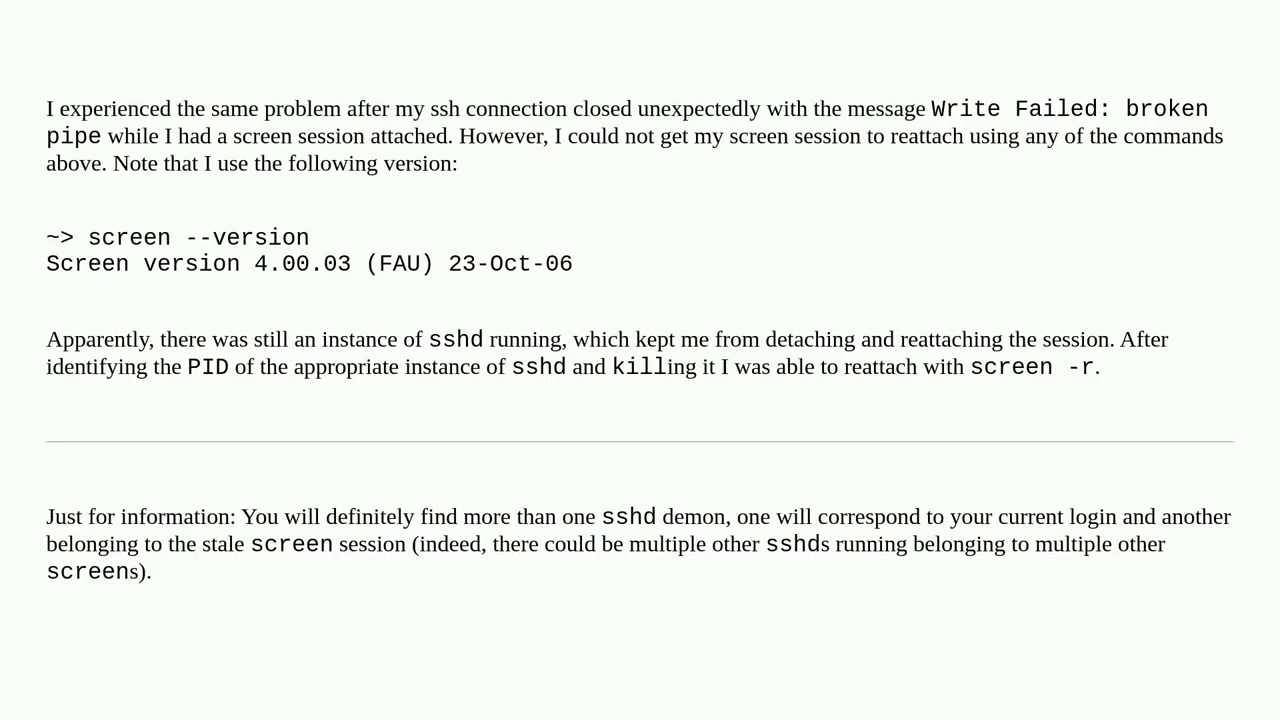 I experienced the same problem after my ssh connection closed unexpectedly with the message Write Failed: broken
pipe while I had a screen session attached. However, I could not get my screen session to reattach using any of the commands
above. Note that I use the following version:
~> screen --version
Screen version 4.00.03 (FAU) 23-Oct-06
Apparently, there was still an instance of sshd running, which kept me from detaching and reattaching the session. After
identifying the PID of the appropriate instance of sshd and killing it I was able to reattach with screen -r.
Just for information: You will definitely find more than one sshd demon, one will correspond to your current login and another
belonging to the stale screen session (indeed, there could be multiple other sshds running belonging to multiple other
screens).